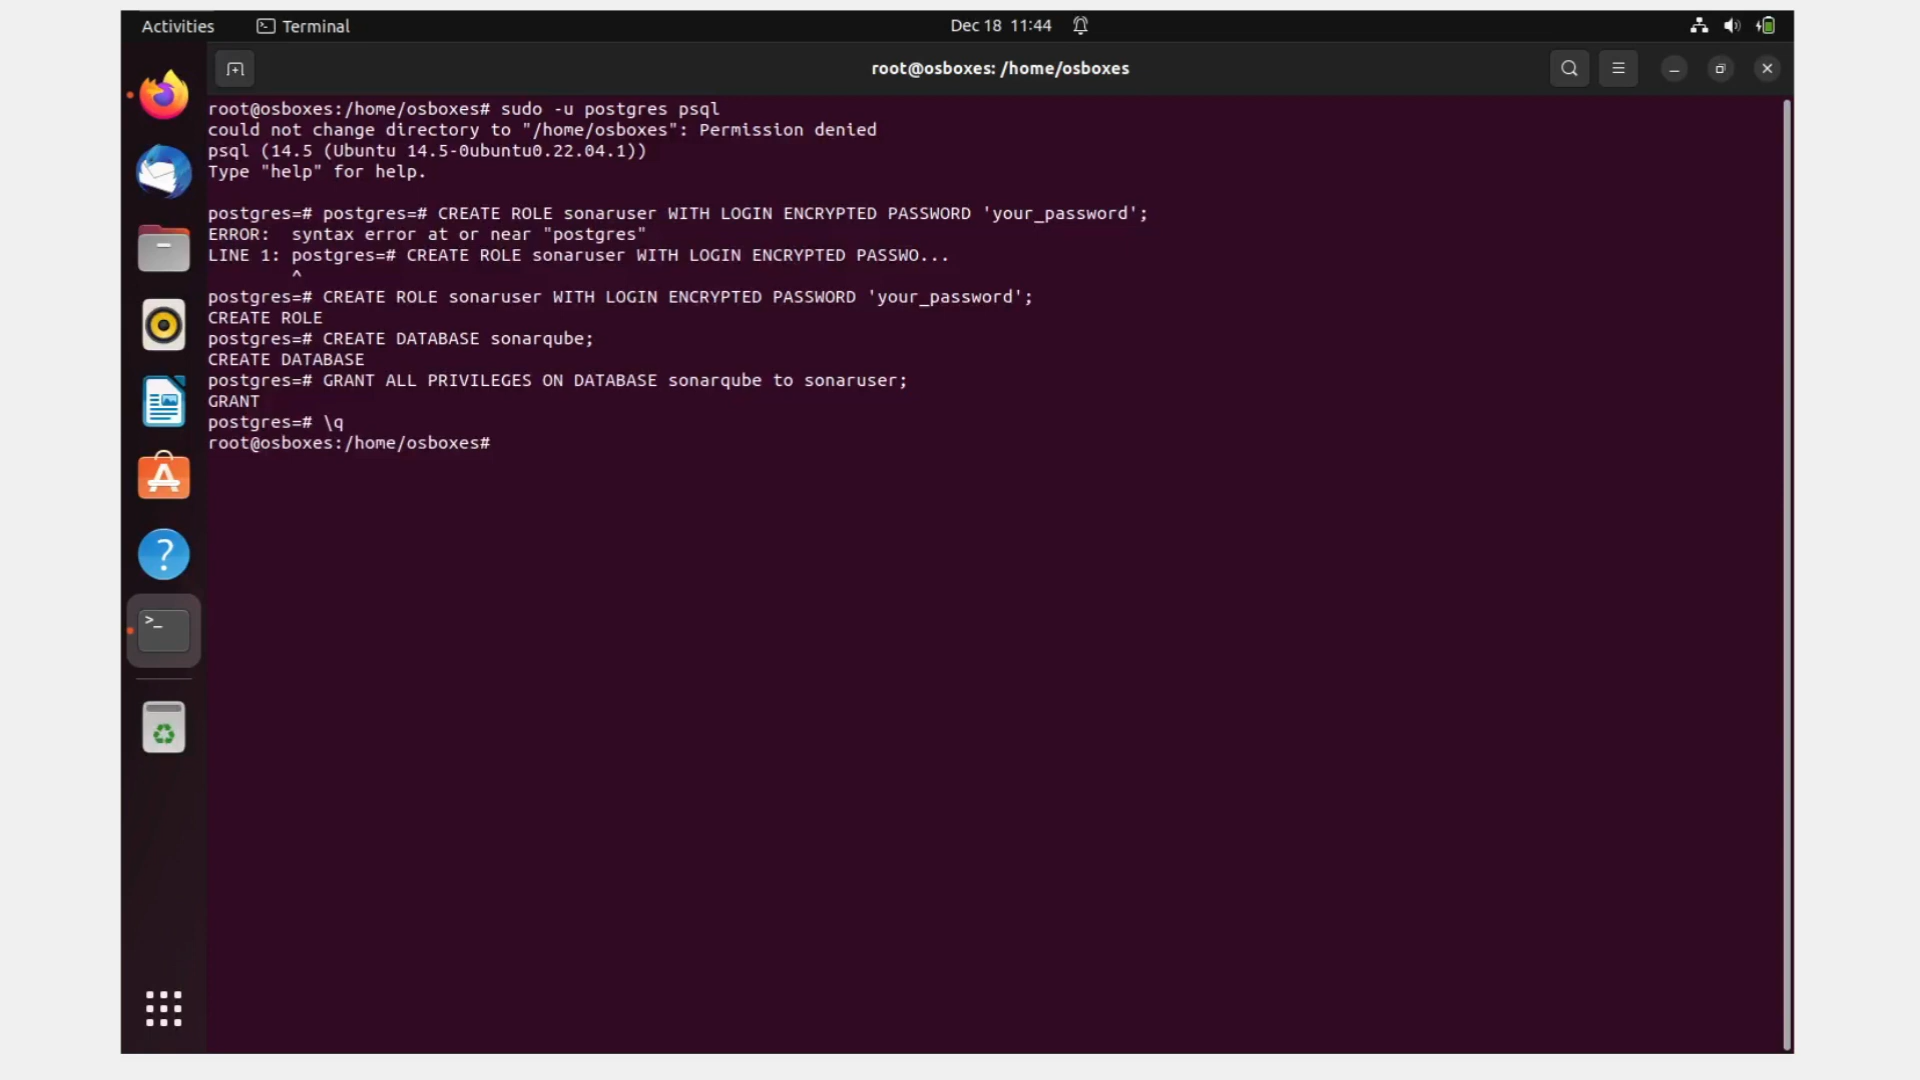 Activities
Terminal
Dec 18 11:44
root@osboxes: /home/osboxes
root@osboxes:/home/osboxes# sudo -u postgres psql
could not change directory to "/home/osboxes": Permission denied
psql (14.5 (Ubuntu 14.5-0ubuntu0.22.04.1))
Type "help" for help.
postgres=# postgres=# CREATE ROLE sonaruser WITH LOGIN ENCRYPTED PASSWORD 'your_password';
ERROR:  syntax error at or near "postgres"
LINE 1: postgres=# CREATE ROLE sonaruser WITH LOGIN ENCRYPTED PASSWO...
^
postgres=# CREATE ROLE sonaruser WITH LOGIN ENCRYPTED PASSWORD 'your_password';
CREATE ROLE
postgres=# CREATE DATABASE sonarqube;
CREATE DATABASE
postgres=# GRANT ALL PRIVILEGES ON DATABASE sonarqube to sonaruser;
GRANT
postgres=# \q
root@osboxes:/home/osboxes#